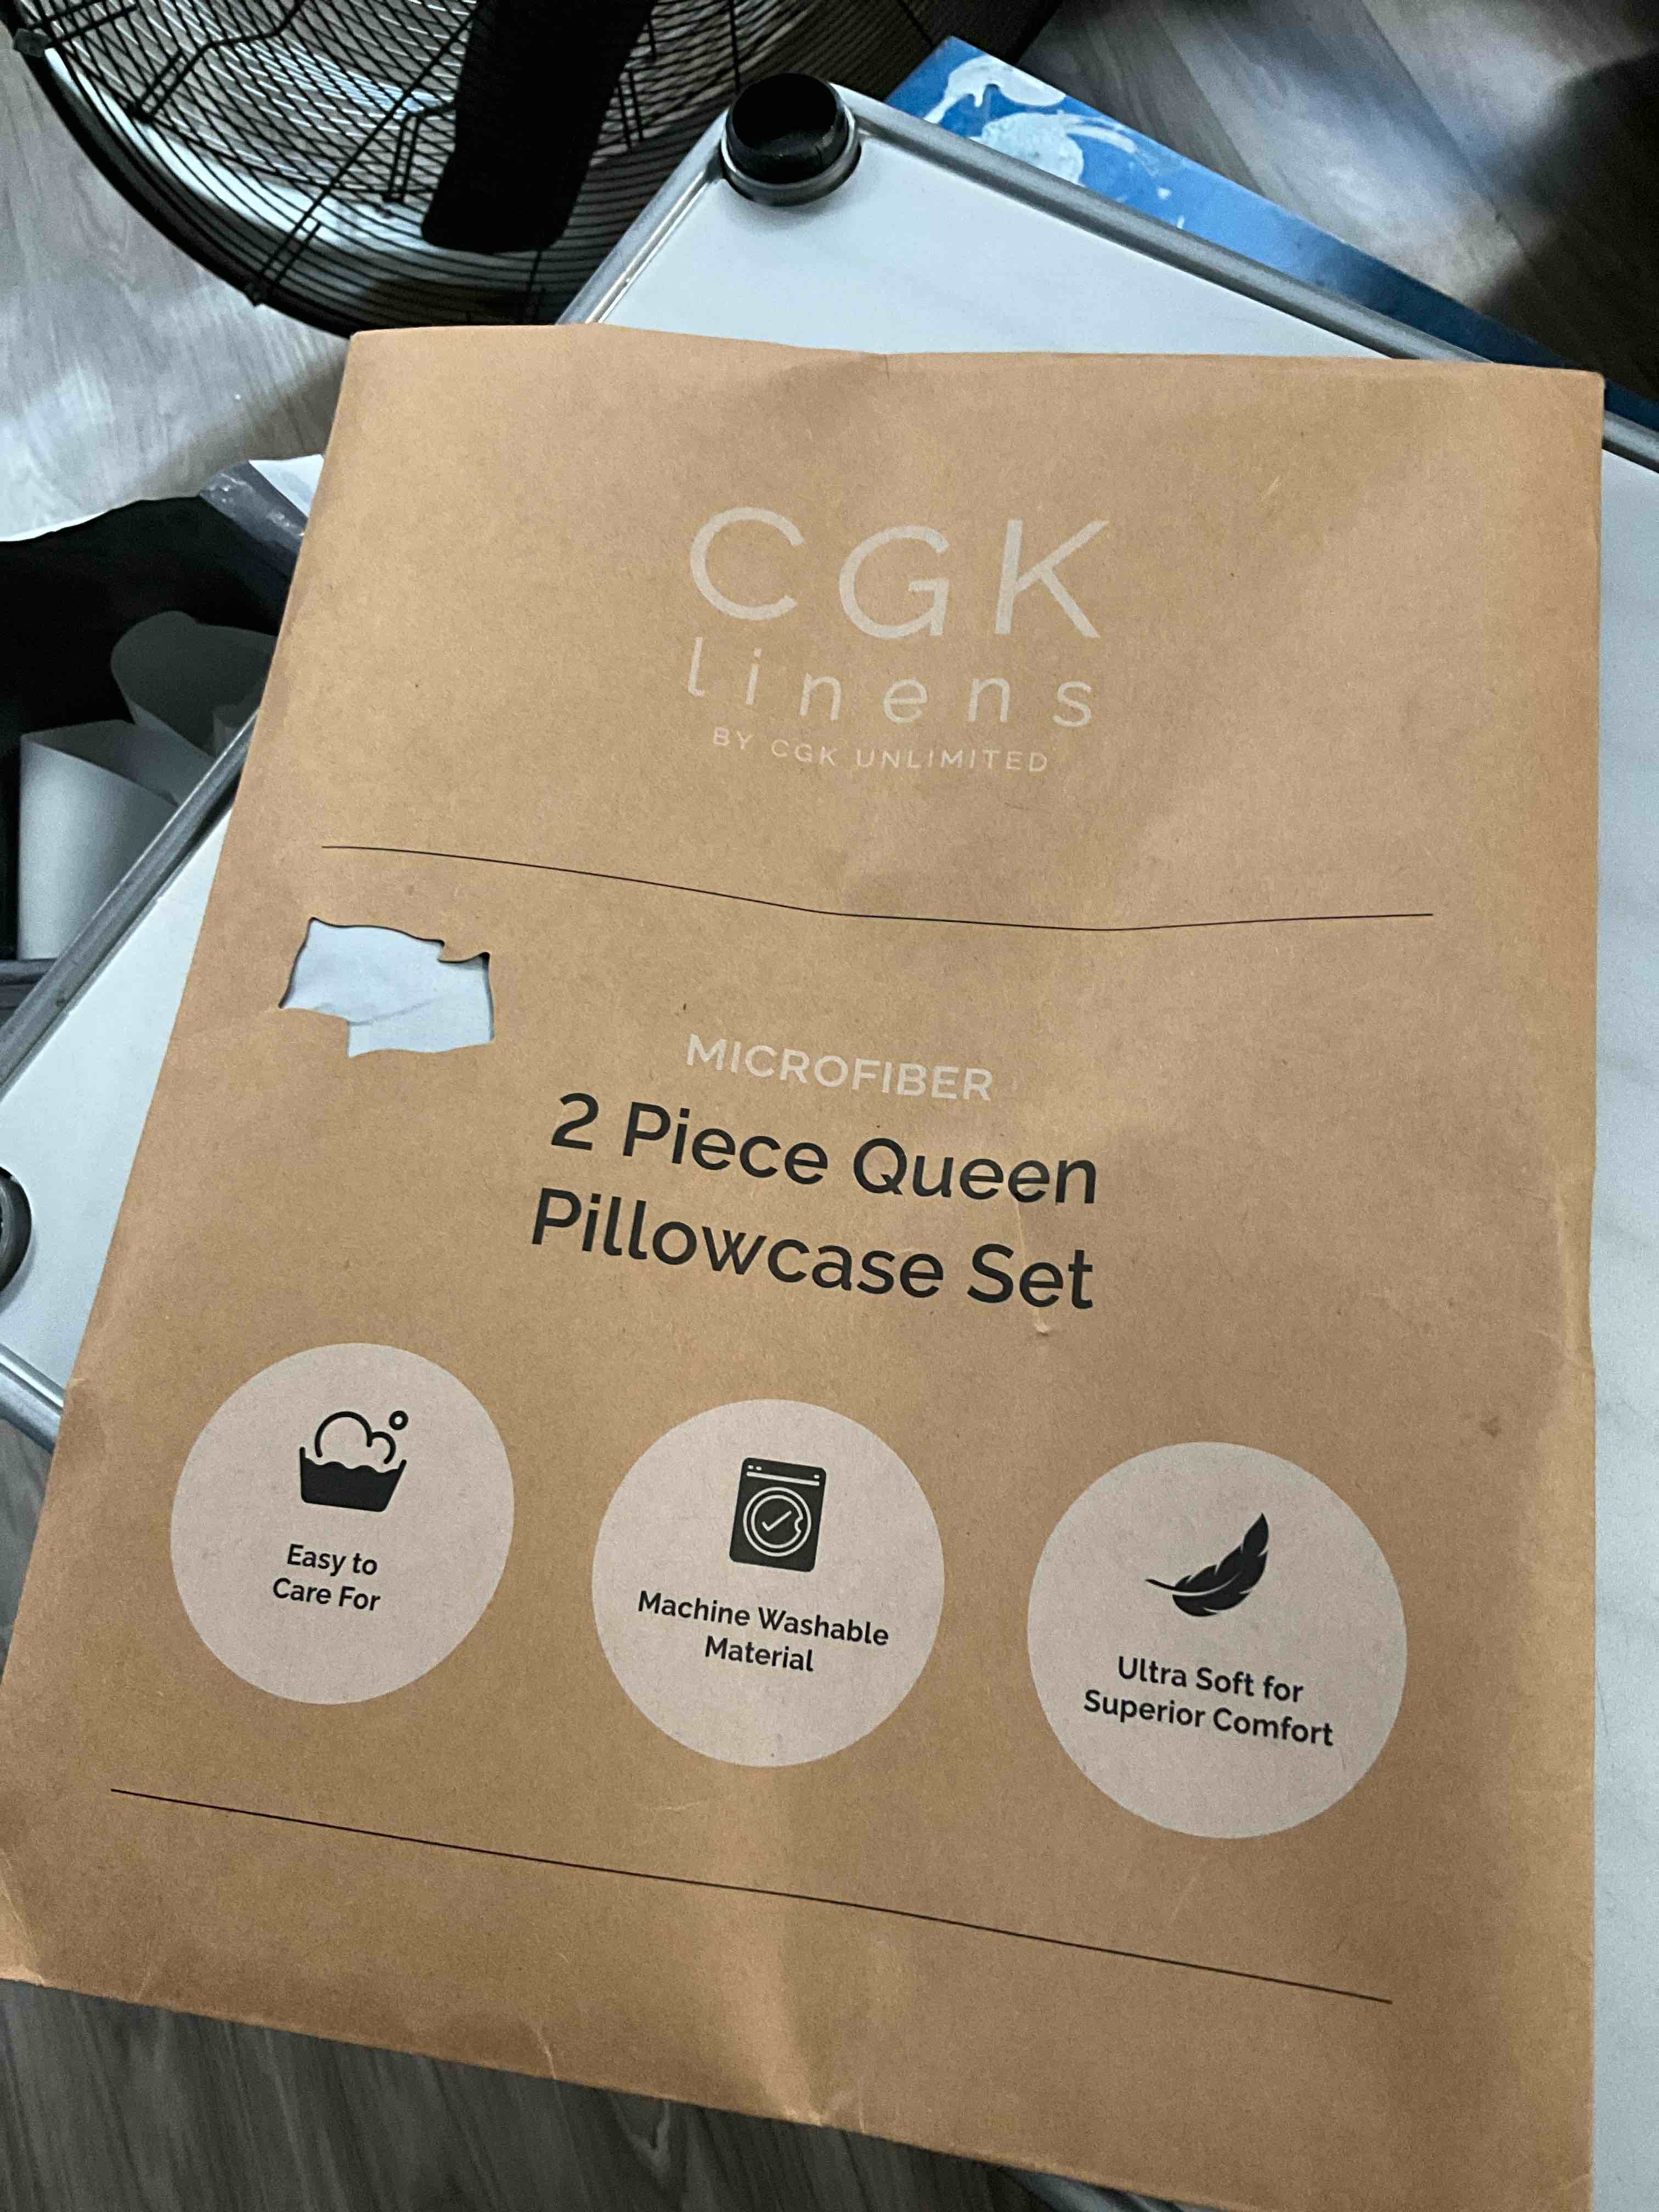 CGK
linens
BY CGK UNLIMITED
MICROFIBER
2 Piece Queen
Pillowcase Set
Easy to
Care For
Machine Washable
Material
Ultra Soft for
Superior Comfort